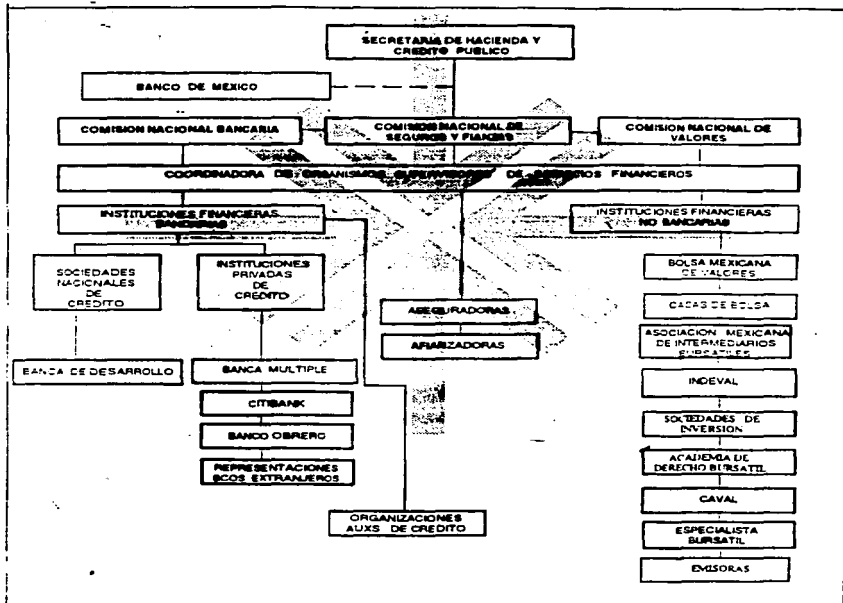 SECRETARIA DE HACIENDA Y
CREDITO PUBLICO
BANCO DE MEXICO
COMISION NACIONAL BANCARIA
COMISION NACIONAL DE
SEGUROS Y FIANZAS
COMISION NACIONAL DE
VALORES
COORDINADORA DE ORGANISMOS SUPERVISORES DE SERVICIOS FINANCIEROS
INSTITUCIONES FINANCIERAS
BANCARIAS
INSTITUCIONES FINANCIERAS
NO BANCARIAS
SOCIEDADES
NACIONALES
DE
CREDITO
INSTITUCIONES
PRIVADAS
DE
CREDITO
BOLSA MEXICANA
DE VALORES
ASEGURADORAS
CASAS DE BOLSA
AFIANZADORAS
ASOCIACION MEXICANA
DE INTERMEDIARIOS
BURSATILES
BANCA DE DESARROLLO
BANCA MULTIPLE
INDEVAL
CITIBANK
SOCIEDADES DE
INVERSION
BANCO OBRERO
ACADEMIA DE
DERECHO BURSATIL
REPRESENTACIONES
BCOS EXTRANJEROS
CAVAL
ORGANIZACIONES
AUXS DE CREDITO
ESPECIALISTA
BURSATIL
EMISORAS